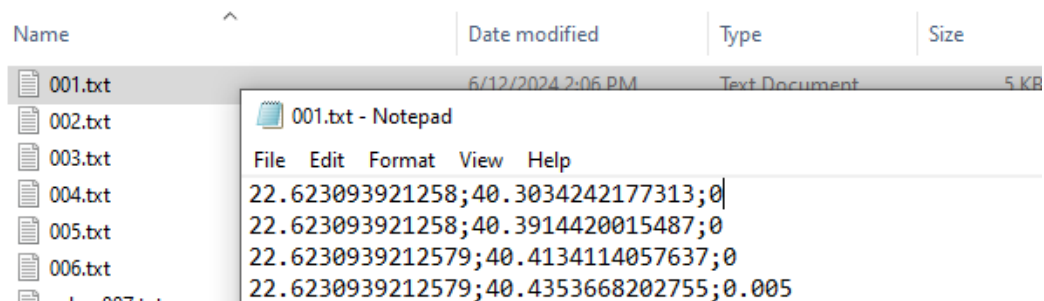 Name Date modified Type Size
001.txt 6/12/2024 2:06 PM Text Document 5 KB
002.txt
003.txt
004.txt
005.txt
006.txt
001.txt - Notepad
File Edit Format View Help
22.623093921258;40.3034242177313;0
22.623093921258;40.3914420015487;0
22.6230939212579;40.4134114057637;0
22.6230939212579;40.4353668202755;0.005